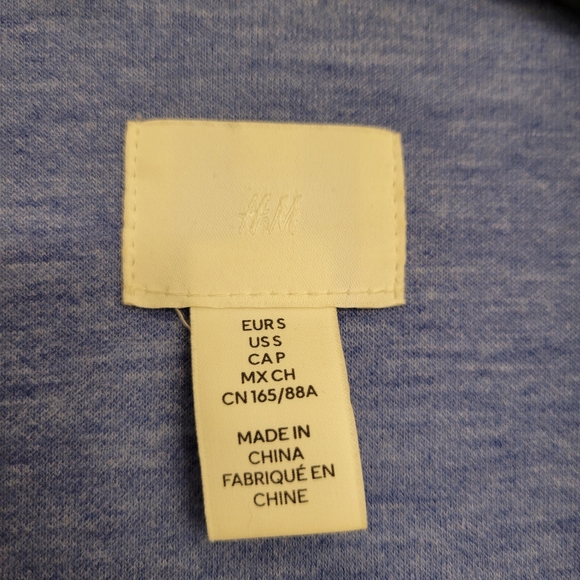 H&M
EUR S
US S
CA P
MX CH
CN 165/88A
MADE IN
CHINA
FABRIQUÉ EN
CHINE